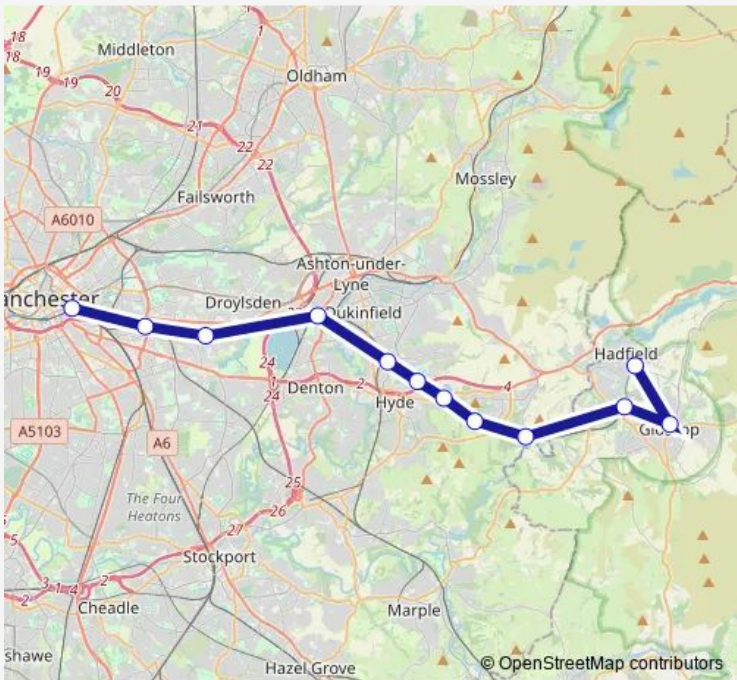 18
1
18
Middleton
19
19
20
Oldham
21
22
22
Mossley
Failsworth
A6010
Ashton-under-
Lyne
anchester
Droylsden
Dukinfield
24
Hadfield
4
1
24
Denton
2
Hyde
A5103
A6
Glossop
25
The Four
Heatons
26
27
5
Stockport
3
1
4
2
2
Cheadle
Marple
shawe
Hazel Grove
© OpenStreetMap contributors